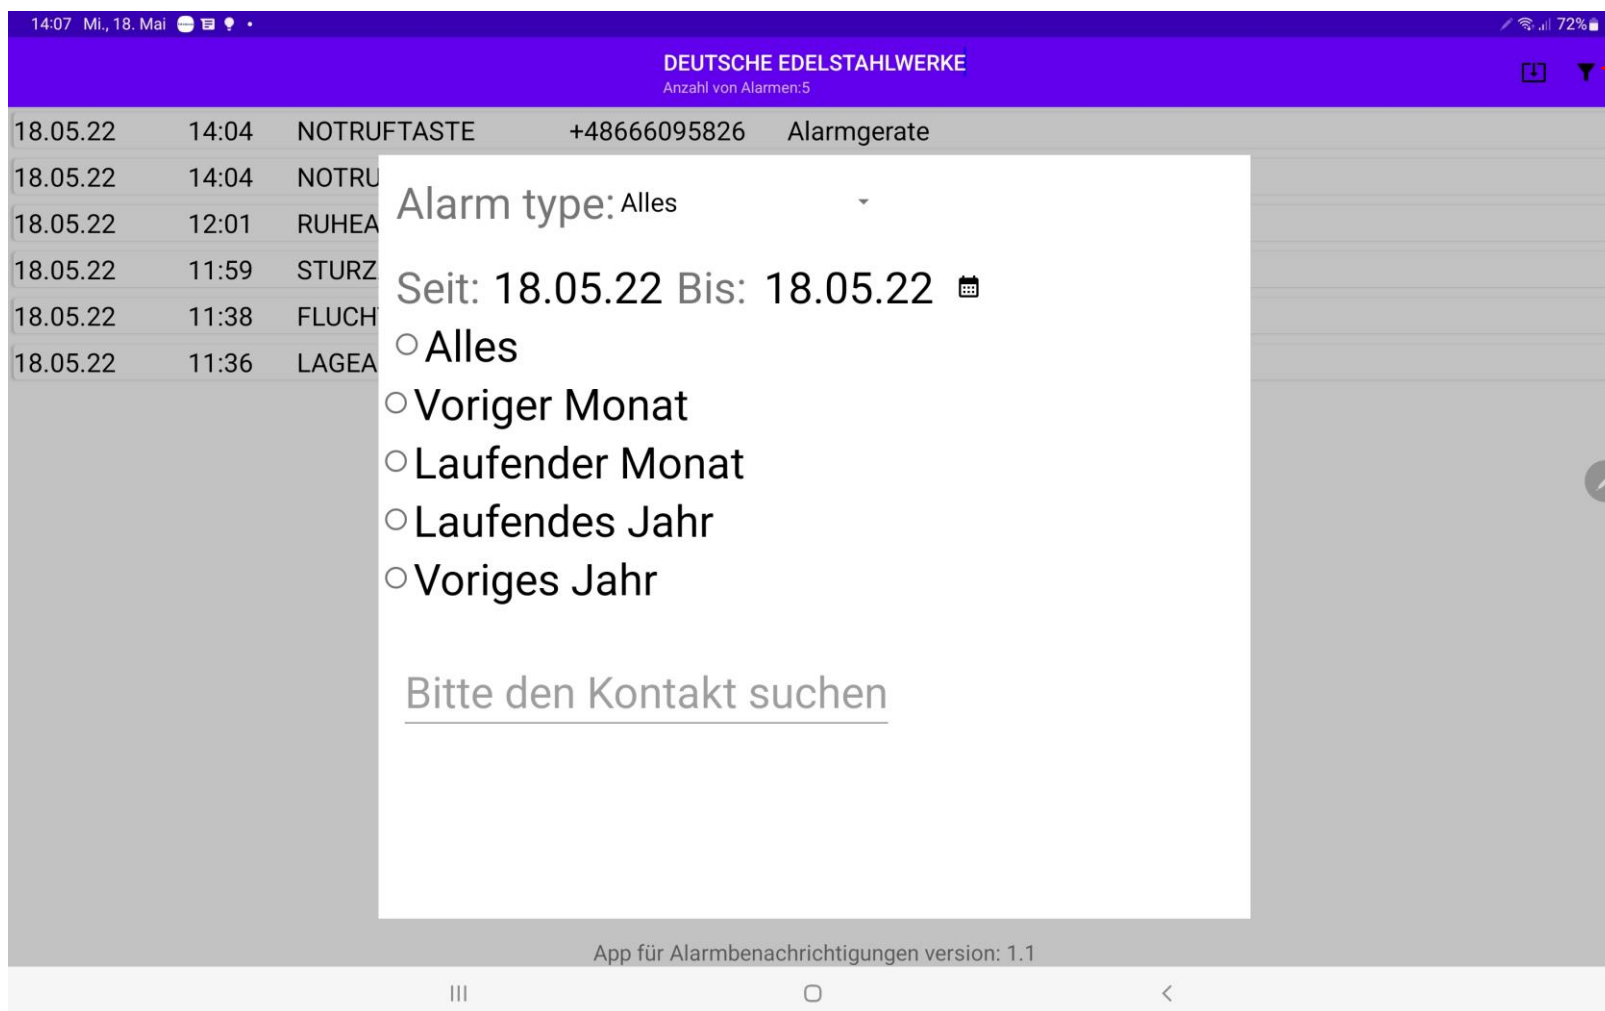 14:07 Mi., 18. Mai
72%
DEUTSCHE EDELSTAHLWERKE
Anzahl von Alarmen:5
18.05.22 14:04 NOTRUFTASTE +48666095826 Alarmgerate
18.05.22 14:04 NOTRU
18.05.22 12:01 RUHEA
18.05.22 11:59 STURZ
18.05.22 11:38 FLUCH
18.05.22 11:36 LAGEA
Alarm type: Alles
Seit: 18.05.22 Bis: 18.05.22
Alles
Voriger Monat
Laufender Monat
Laufendes Jahr
Voriges Jahr
Bitte den Kontakt suchen
App für Alarmbenachrichtigungen version: 1.1